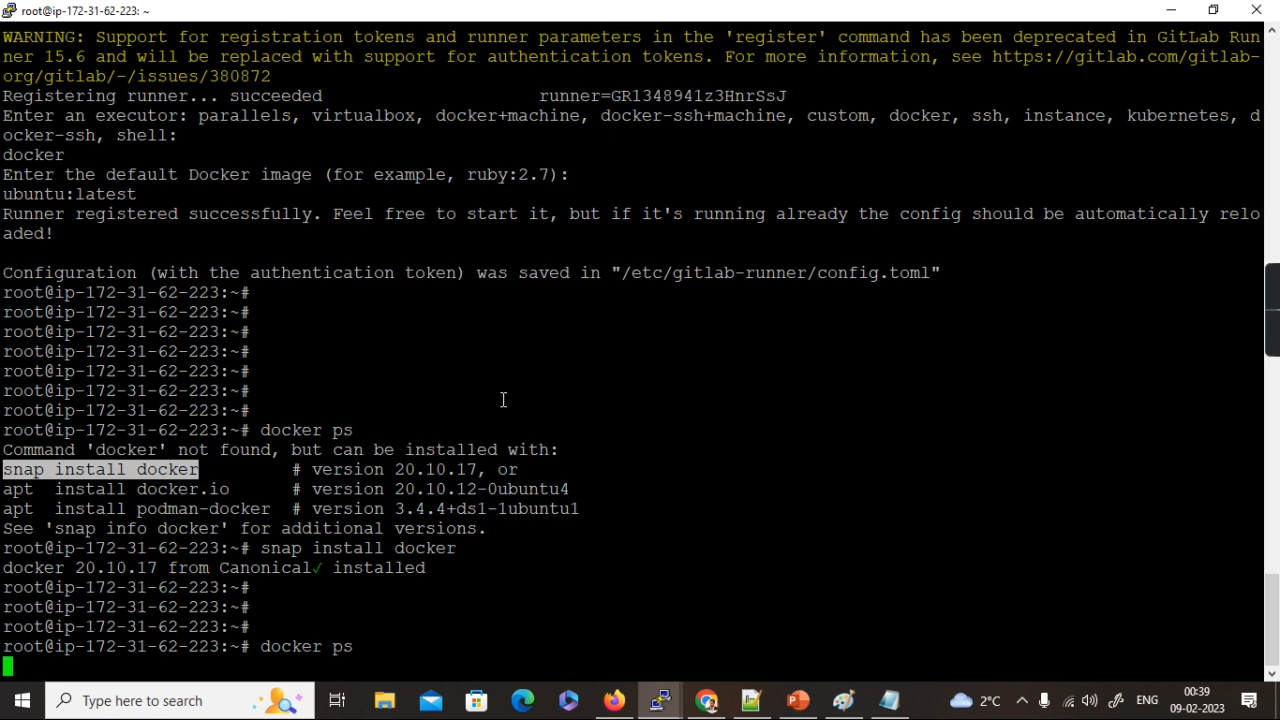 root@ip-172-31-62-223: ~
WARNING: Support for registration tokens and runner parameters in the 'register' command has been deprecated in GitLab Run
ner 15.6 and will be replaced with support for authentication tokens. For more information, see https://gitlab.com/gitlab-
org/gitlab/-/issues/380872
Registering runner... succeeded                     runner=GR1348941z3HnrSsJ
Enter an executor: parallels, virtualbox, docker+machine, docker-ssh+machine, custom, docker, ssh, instance, kubernetes, d
ocker-ssh, shell:
docker
Enter the default Docker image (for example, ruby:2.7):
ubuntu:latest
Runner registered successfully. Feel free to start it, but if it's running already the config should be automatically relo
aded!
Configuration (with the authentication token) was saved in "/etc/gitlab-runner/config.toml"
root@ip-172-31-62-223:~#
root@ip-172-31-62-223:~#
root@ip-172-31-62-223:~#
root@ip-172-31-62-223:~#
root@ip-172-31-62-223:~#
root@ip-172-31-62-223:~#
root@ip-172-31-62-223:~#
root@ip-172-31-62-223:~# docker ps
Command 'docker' not found, but can be installed with:
snap install docker         # version 20.10.17, or
apt  install docker.io      # version 20.10.12-0ubuntu4
apt  install podman-docker  # version 3.4.4+ds1-1ubuntu1
See 'snap info docker' for additional versions.
root@ip-172-31-62-223:~# snap install docker
docker 20.10.17 from Canonical✓ installed
root@ip-172-31-62-223:~#
root@ip-172-31-62-223:~#
root@ip-172-31-62-223:~#
root@ip-172-31-62-223:~# docker ps
Type here to search
2°C
ENG
00:39
09-02-2023